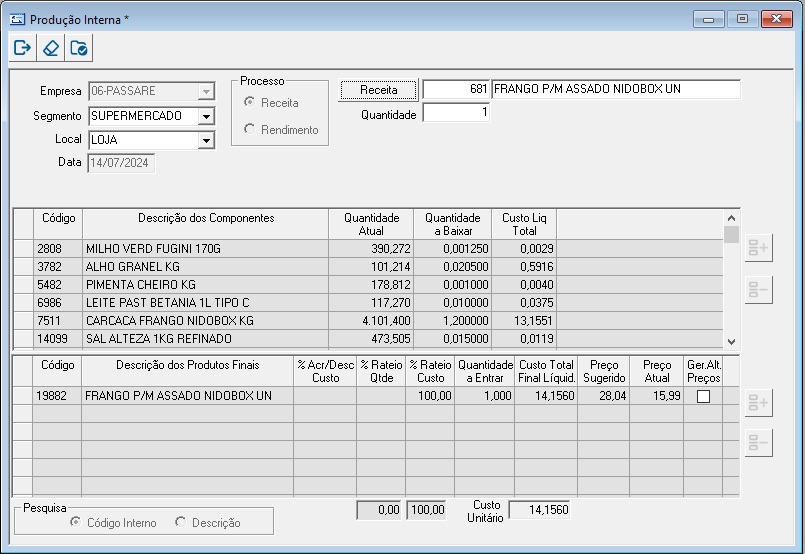 Produção Interna *
Empresa 06-PASSARE
Segmento SUPERMERCADO
Local LOJA
Data 14/07/2024
Processo
Receita
Rendimento
Receita 681 FRANGO P/M ASSADO NIDOBOX UN
Quantidade 1
Código Descrição dos Componentes Quantidade Atual Quantidade a Baixar Custo Liq Total
2808 MILHO VERD FUGINI 170G 390,272 0,001250 0,0029
3782 ALHO GRANEL KG 101,214 0,020500 0,5916
5482 PIMENTA CHEIRO KG 178,812 0,001000 0,0040
6986 LEITE PAST BETANIA 1L TIPO C 117,270 0,010000 0,0375
7511 CARCACA FRANGO NIDOBOX KG 4.101,400 1,200000 13,1551
14099 SAL ALTEZA 1KG REFINADO 473,505 0,015000 0,0119
Código Descrição dos Produtos Finais % Acr/Desc Custo % Rateio Qtde % Rateio Custo Quantidade a Entrar Custo Total Final Líquid. Preço Sugerido Preço Atual Ger.Alt. Preços
19882 FRANGO P/M ASSADO NIDOBOX UN 100,00 1,000 14,1560 28,04 15,99
Pesquisa
Código Interno Descrição
0,00 100,00 Custo Unitário 14,1560